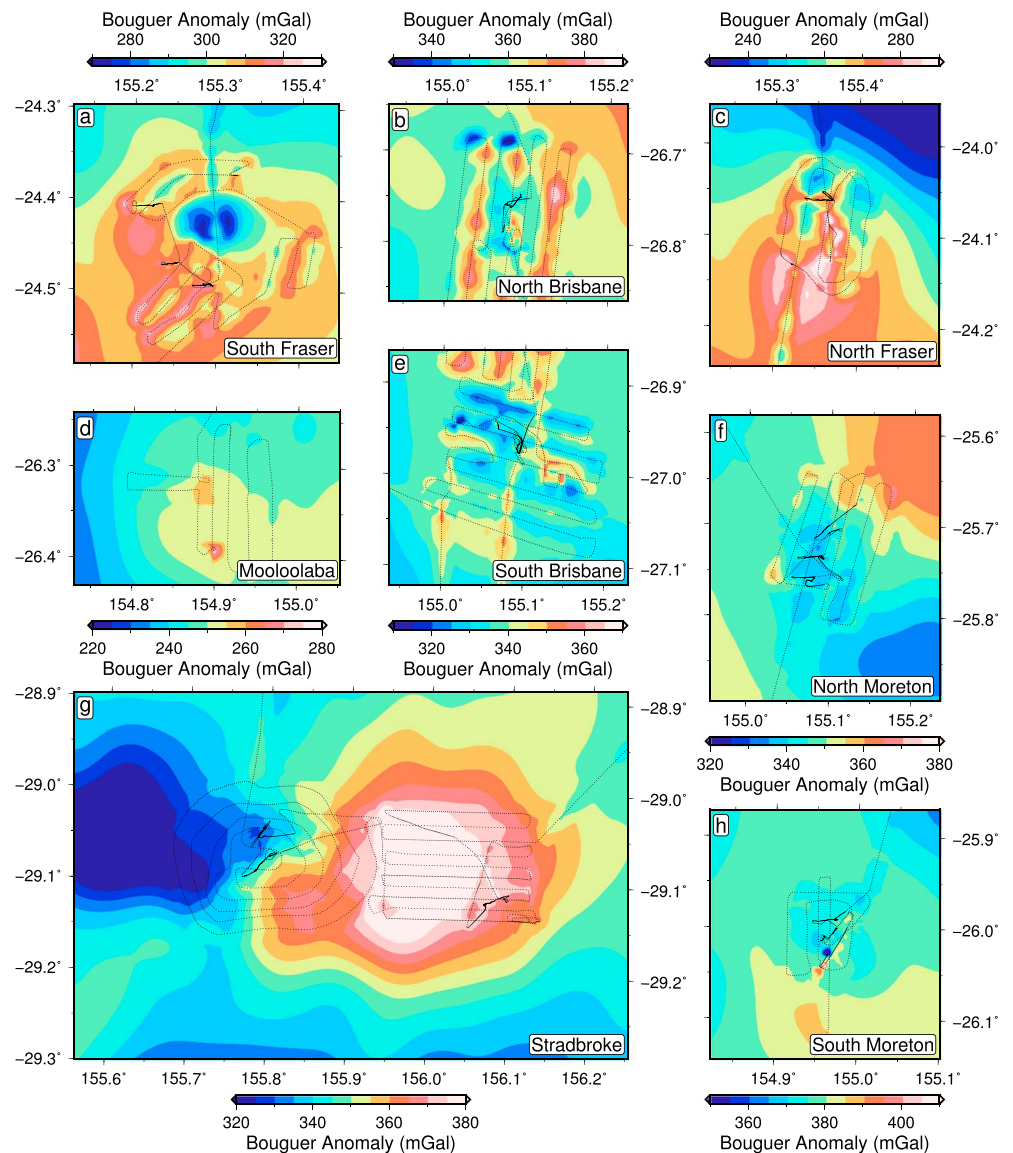 Bouguer Anomaly (mGal) Bouguer Anomaly (mGal) Bouguer Anomaly (mGal)
280 300 320 340 360 380 240 260 280
155.2˚ 155.3˚ 155.4˚ 155.0˚ 155.1˚ 155.2˚ 155.3˚ 155.4˚
a
−24.3˚
−24.4˚
−24.5˚
South Fraser
b
−26.7˚
−26.8˚
North Brisbane
c
−24.0˚
−24.1˚
−24.2˚
North Fraser
d
−26.3˚
−26.4˚
Mooloolaba
154.8˚ 154.9˚ 155.0˚
220 240 260 280
Bouguer Anomaly (mGal)
e
−26.9˚
−27.0˚
−27.1˚
South Brisbane
155.0˚ 155.1˚ 155.2˚
320 340 360
Bouguer Anomaly (mGal)
f
−25.6˚
−25.7˚
−25.8˚
North Moreton
155.0˚ 155.1˚ 155.2˚
320 340 360 380
Bouguer Anomaly (mGal)
g
−28.9˚ −28.9˚
−29.0˚ −29.0˚
−29.1˚ −29.1˚
−29.2˚ −29.2˚
−29.3˚
Stradbroke
155.6˚ 155.7˚ 155.8˚ 155.9˚ 156.0˚ 156.1˚ 156.2˚
320 340 360 380
Bouguer Anomaly (mGal)
h
−25.9˚
−26.0˚
−26.1˚
South Moreton
154.9˚ 155.0˚ 155.1˚
360 380 400
Bouguer Anomaly (mGal)